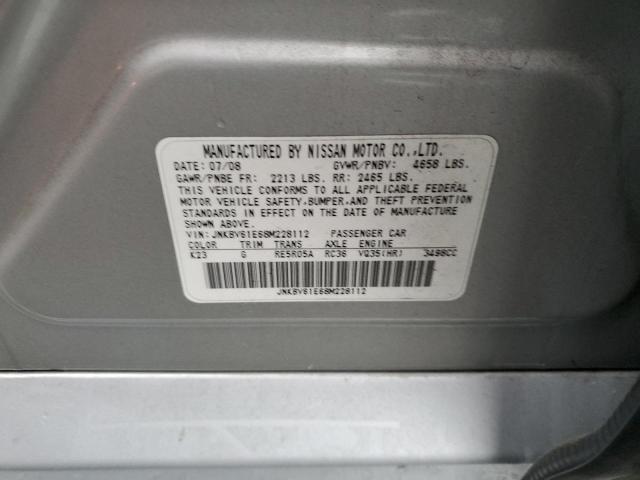 MANUFACTURED BY NISSAN MOTOR CO.,LTD.
DATE: 07/08 GVWR/PNBV: 4658 LBS.
GAWR/PNBE FR: 2213 LBS. RR: 2465 LBS.
THIS VEHICLE CONFORMS TO ALL APPLICABLE FEDERAL
MOTOR VEHICLE SAFETY,BUMPER,AND THEFT PREVENTION
STANDARDS IN EFFECT ON THE DATE OF MANUFACTURE
SHOWN ABOVE.
VIN: JNKBV61E68M228112 PASSENGER CAR
COLOR TRIM TRANS AXLE ENGINE
K23 G RE5R05A RC36 VQ35(HR) 3498CC
JNKBV61E68M228112